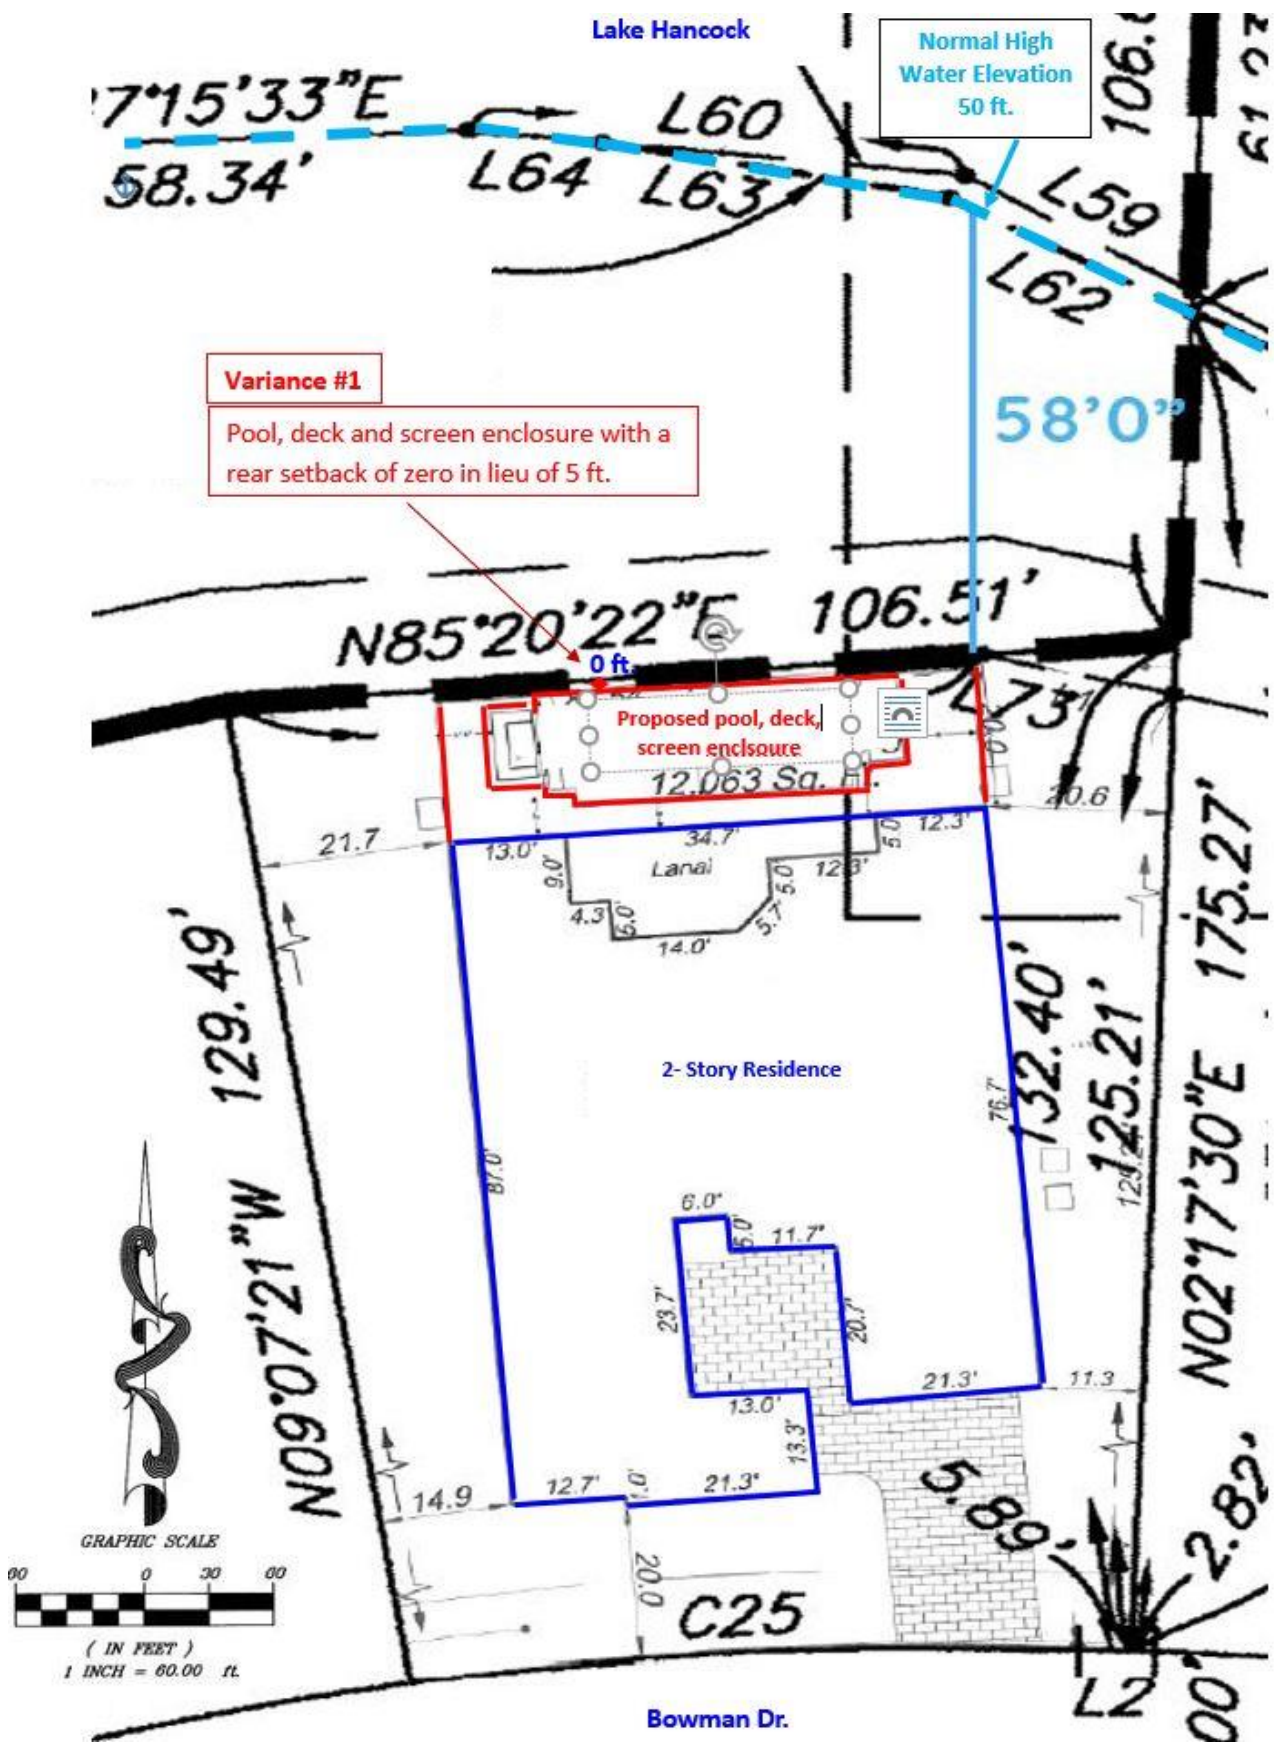 Lake Hancock
Normal High
Water Elevation
50 ft.
7°15'33"E
58.34'
L60
L64
L63
L59
L62
58'0"
Variance #1
Pool, deck and screen enclosure with a
rear setback of zero in lieu of 5 ft.
N85°20'22"E
106.51'
0 ft.
L73
Proposed pool, deck,
screen enclsoure
12,063 Sq.
20.6
21.7
13.0'
34.7'
12.3'
5.0'
Lanai
9.0'
12.3'
5.0'
4.3'
5.7'
14.0'
129.49'
132.40'
125.21'
175.27'
2- Story Residence
76.7'
87.0'
N09°07'21"W
N02°17'30"E
6.0'
5.0'
11.7'
23.7'
20.7'
21.3'
11.3
13.0'
13.3'
12.7'
1.0'
21.3'
14.9
20.0
5.89'
2.82'
C25
L2
00'
GRAPHIC SCALE
0 30
( IN FEET )
1 INCH = 60.00 ft.
Bowman Dr.